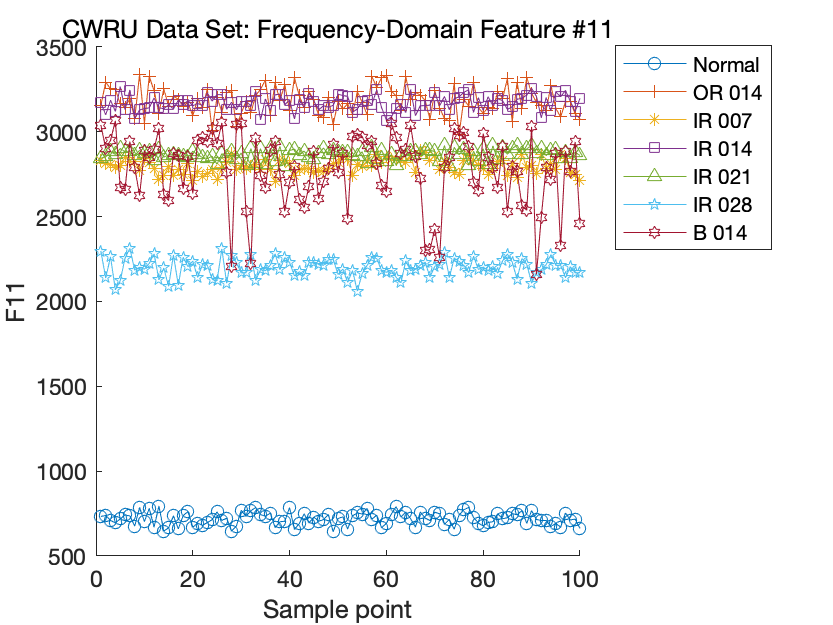 CWRU Data Set: Frequency-Domain Feature #11
3500
3000
2500
2000
1500
1000
500
F11
0
20
40
60
80
100
Sample point
Normal
OR 014
IR 007
IR 014
IR 021
IR 028
B 014